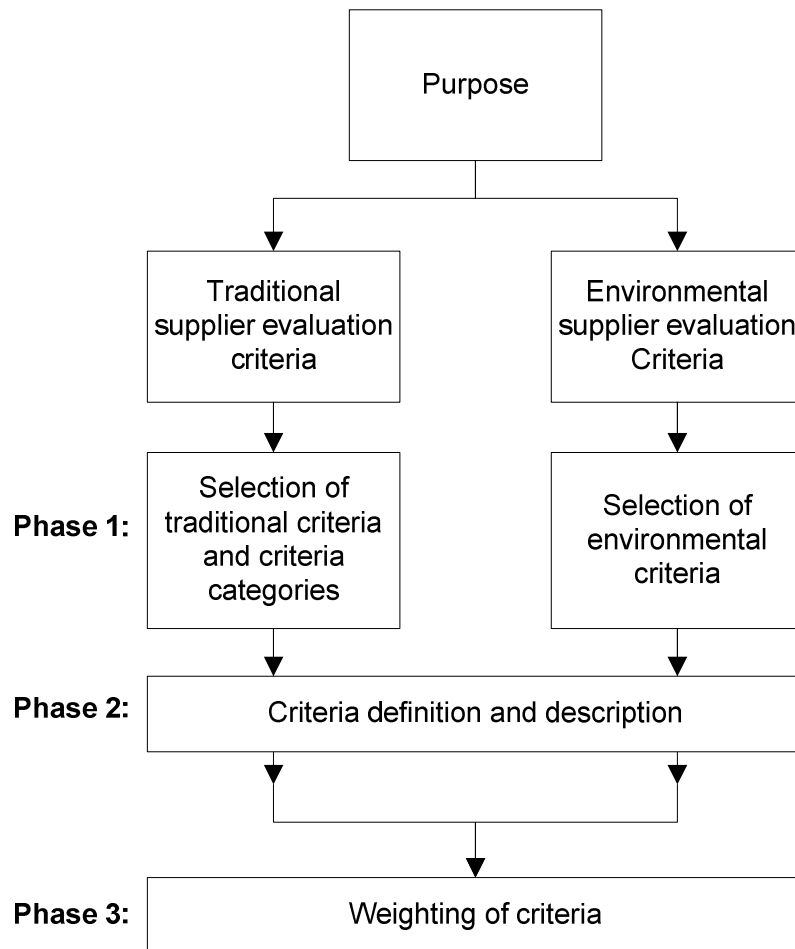 Purpose
Traditional
supplier evaluation
criteria
Environmental
supplier evaluation
Criteria
Phase 1:
Selection of
traditional criteria
and criteria
categories
Selection of
environmental
criteria
Phase 2:
Criteria definition and description
Phase 3:
Weighting of criteria